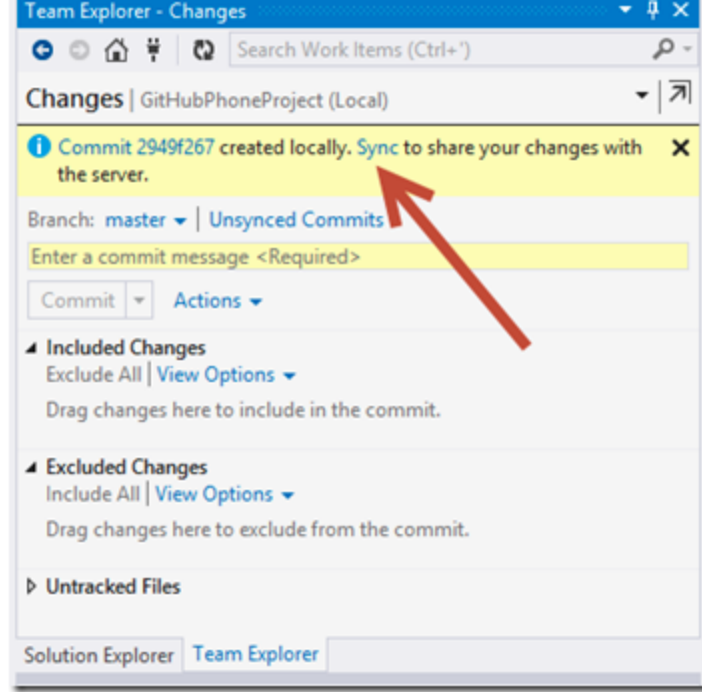 Team Explorer - Changes
Search Work Items (Ctrl+')
Changes | GitHubPhoneProject (Local)
Commit 2949f267 created locally. Sync to share your changes with
the server.
Branch: master | Unsynced Commits
Enter a commit message <Required>
Commit Actions
Included Changes
Exclude All | View Options
Drag changes here to include in the commit.
Excluded Changes
Include All | View Options
Drag changes here to exclude from the commit.
Untracked Files
Solution Explorer Team Explorer